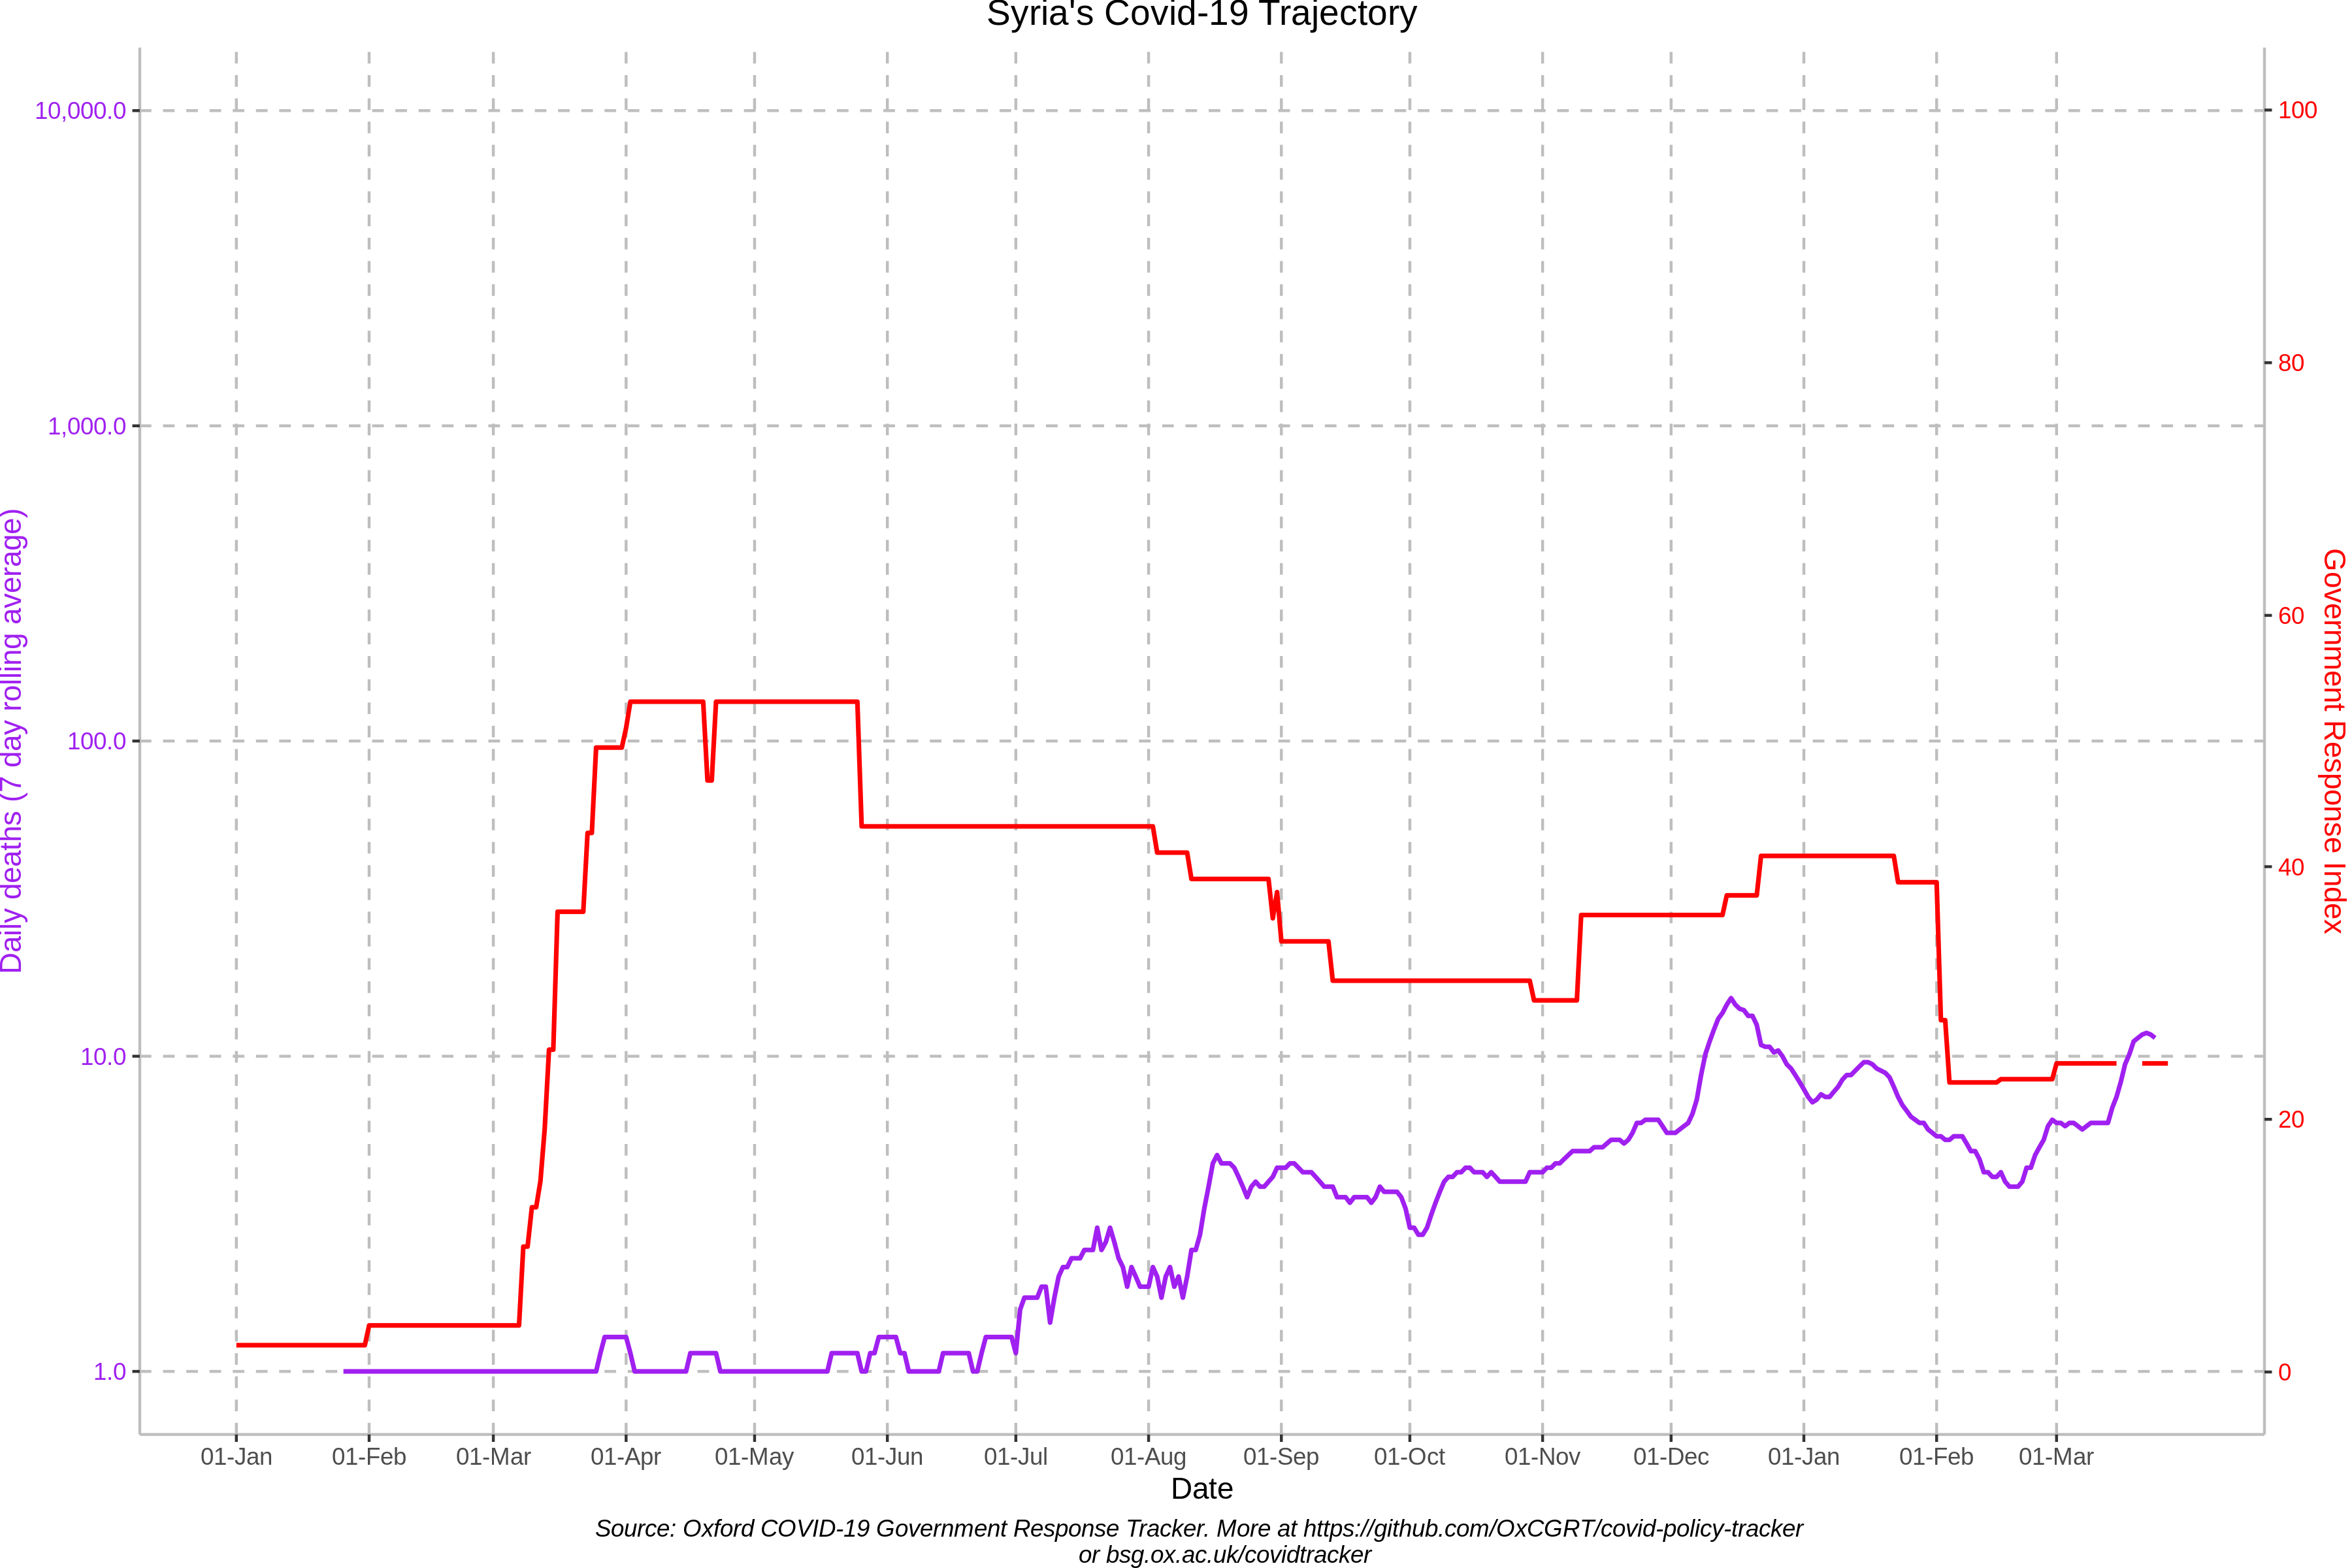 Syria's Covid-19 Trajectory
10,000.0
1,000.0
100.0
10.0
1.0
Daily deaths (7 day rolling average)
100
80
60
40
20
0
Government Response Index
01-Jan 01-Feb 01-Mar 01-Apr 01-May 01-Jun 01-Jul 01-Aug 01-Sep 01-Oct 01-Nov 01-Dec 01-Jan 01-Feb 01-Mar
Date
Source: Oxford COVID-19 Government Response Tracker. More at https://github.com/OxCGRT/covid-policy-tracker
or bsg.ox.ac.uk/covidtracker